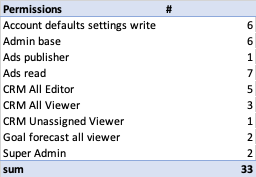 Permissions #
Account defaults settings write 6
Admin base 6
Ads publisher 1
Ads read 7
CRM All Editor 5
CRM All Viewer 3
CRM Unassigned Viewer 1
Goal forecast all viewer 2
Super Admin 2
sum 33